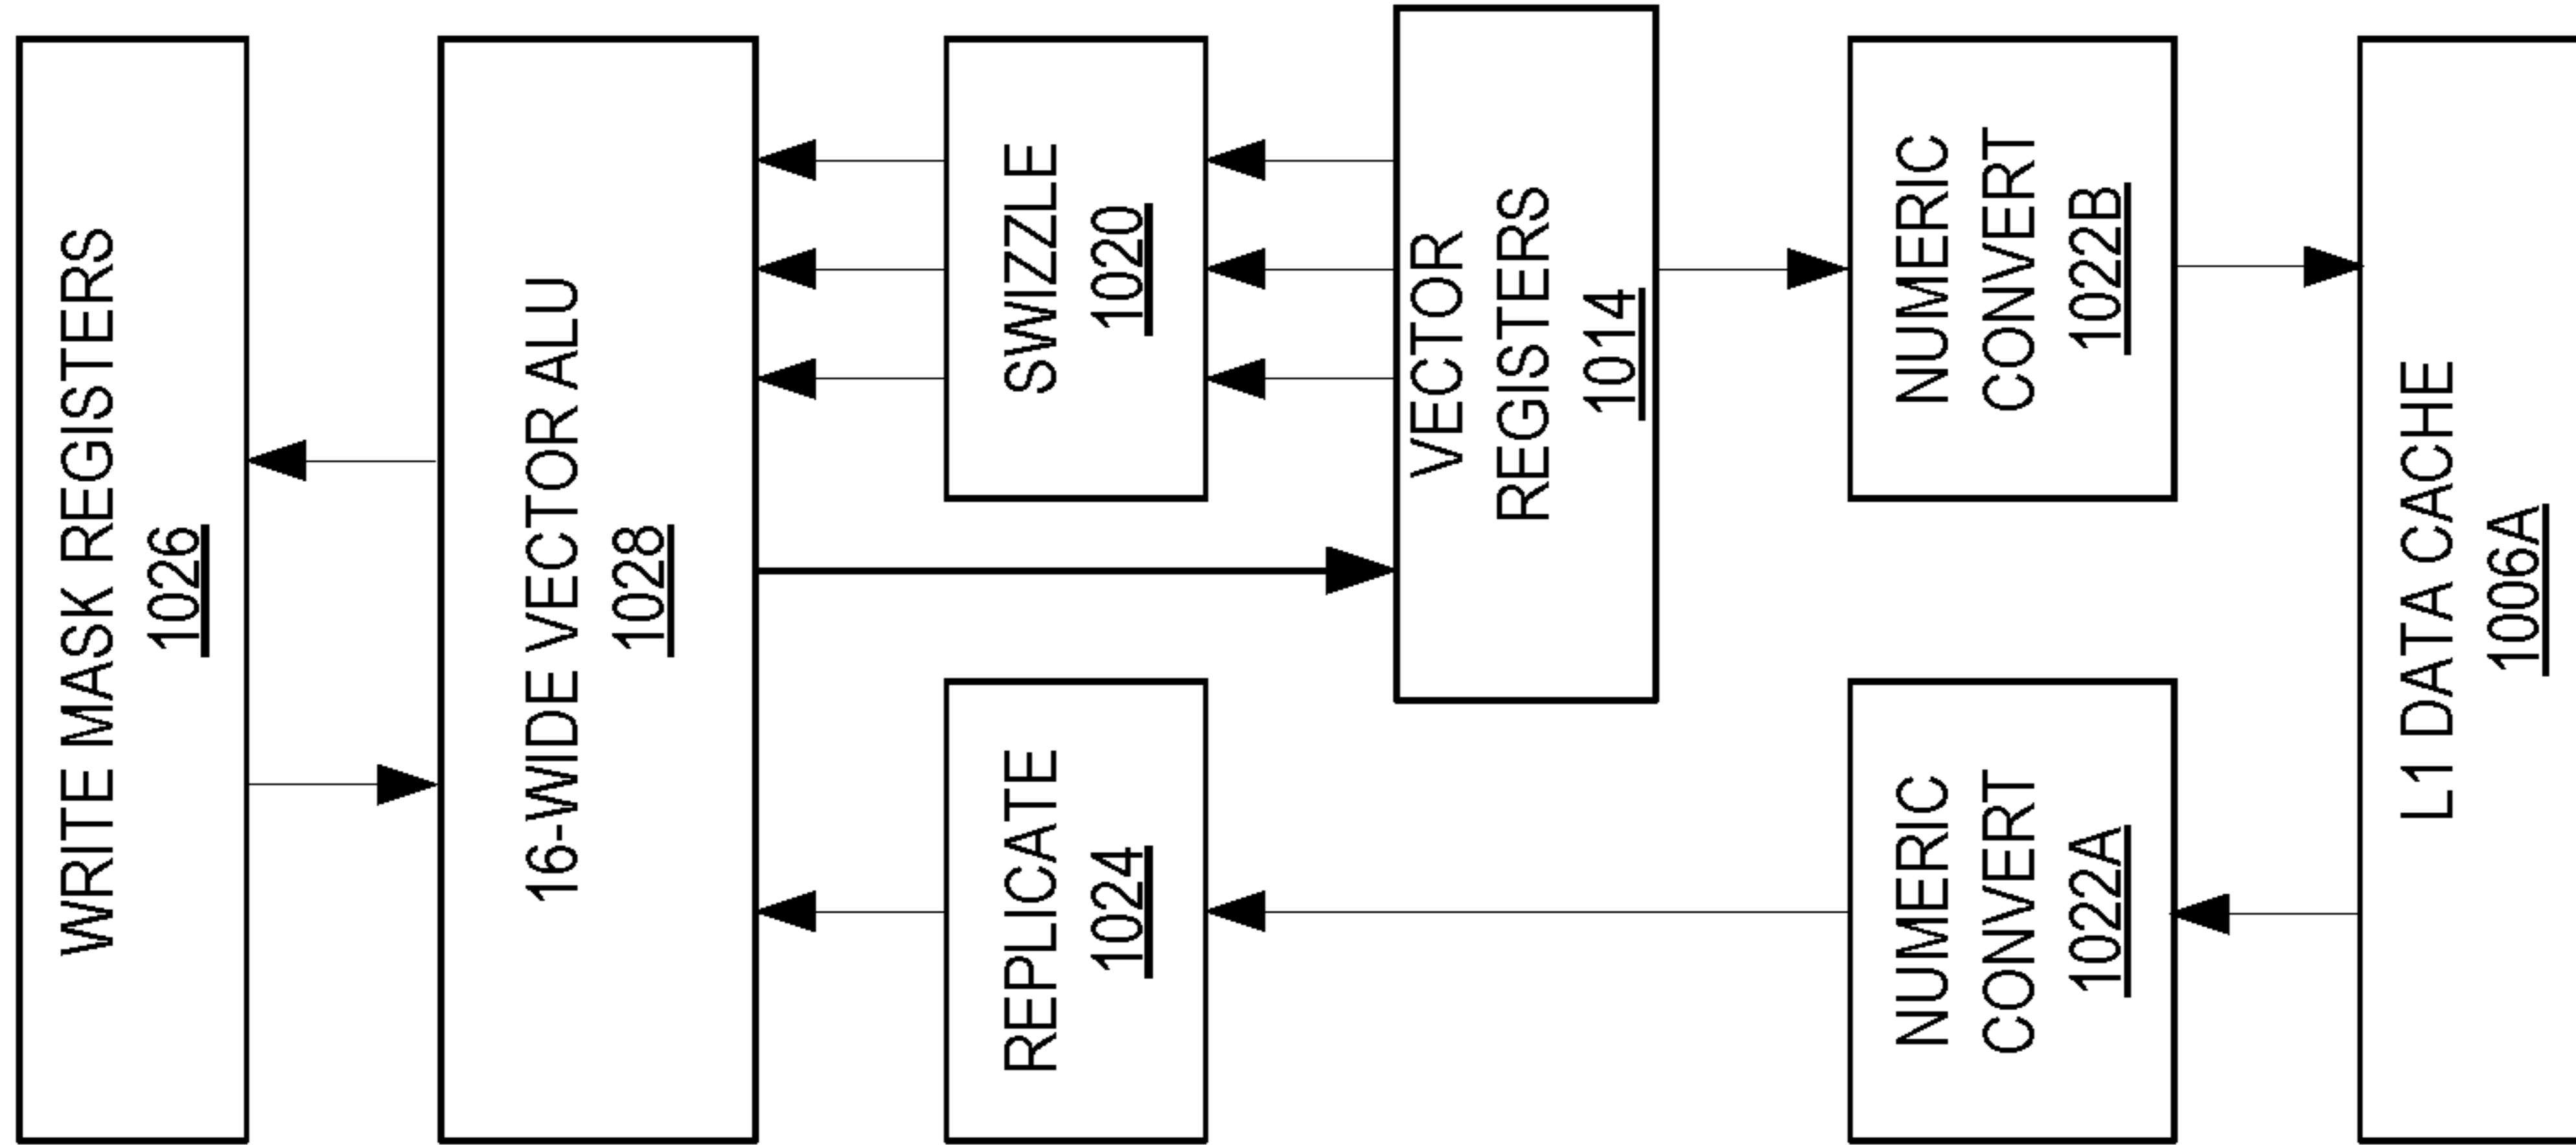 WRITE MASK REGISTERS
1026
16-WIDE VECTOR ALU
1028
REPLICATE
1024
SWIZZLE
1020
VECTOR
REGISTERS
1014
NUMERIC
CONVERT
1022A
NUMERIC
CONVERT
1022B
L1 DATA CACHE
1006A